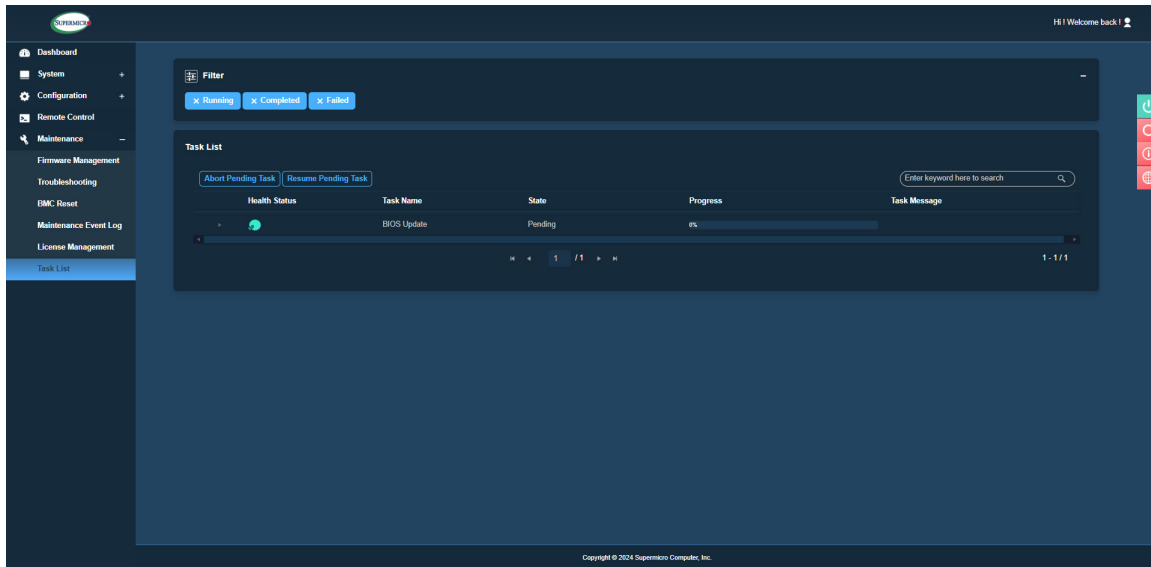 SUPERMICR
Hi ! Welcome back !
Dashboard
System +
Configuration +
Remote Control
Maintenance −
Firmware Management
Troubleshooting
BMC Reset
Maintenance Event Log
License Management
Task List
Filter −
× Running × Completed × Failed
Task List
Abort Pending Task Resume Pending Task Enter keyword here to search
Health Status Task Name State Progress Task Message
BIOS Update Pending 0%
1 / 1 1 - 1 / 1
Copyright © 2024 Supermicro Computer, Inc.